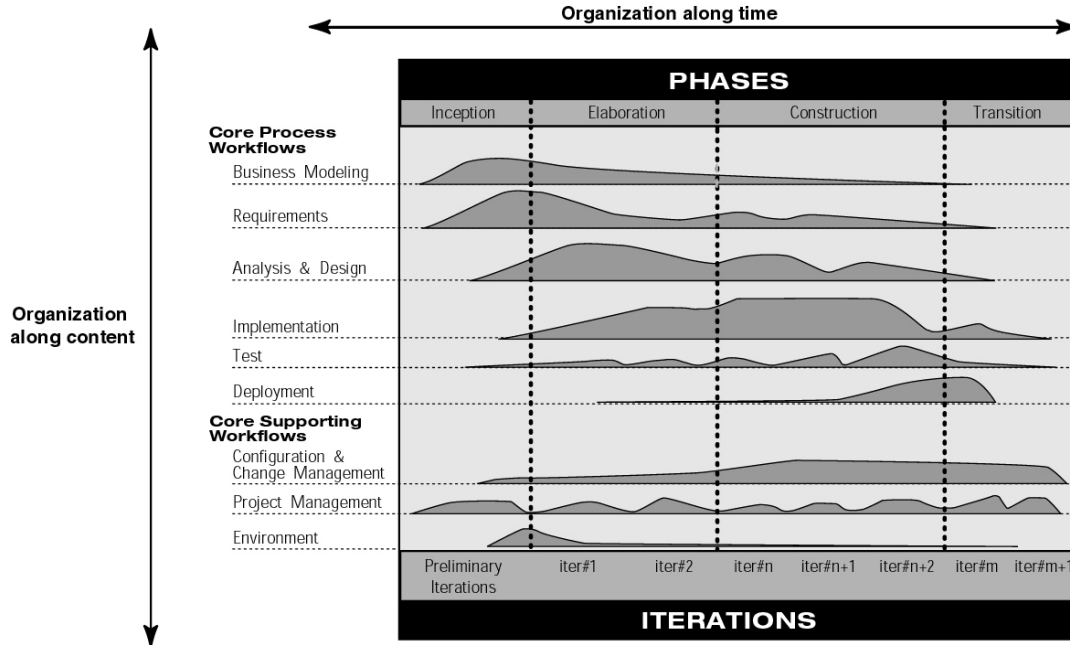 Organization along time
PHASES
Inception Elaboration Construction Transition
Core Process
Workflows
Business Modeling
Requirements
Analysis & Design
Organization
along content
Implementation
Test
Deployment
Core Supporting
Workflows
Configuration &
Change Management
Project Management
Environment
Preliminary
Iterations
iter#1 iter#2 iter#n iter#n+1 iter#n+2 iter#m iter#m+1
ITERATIONS